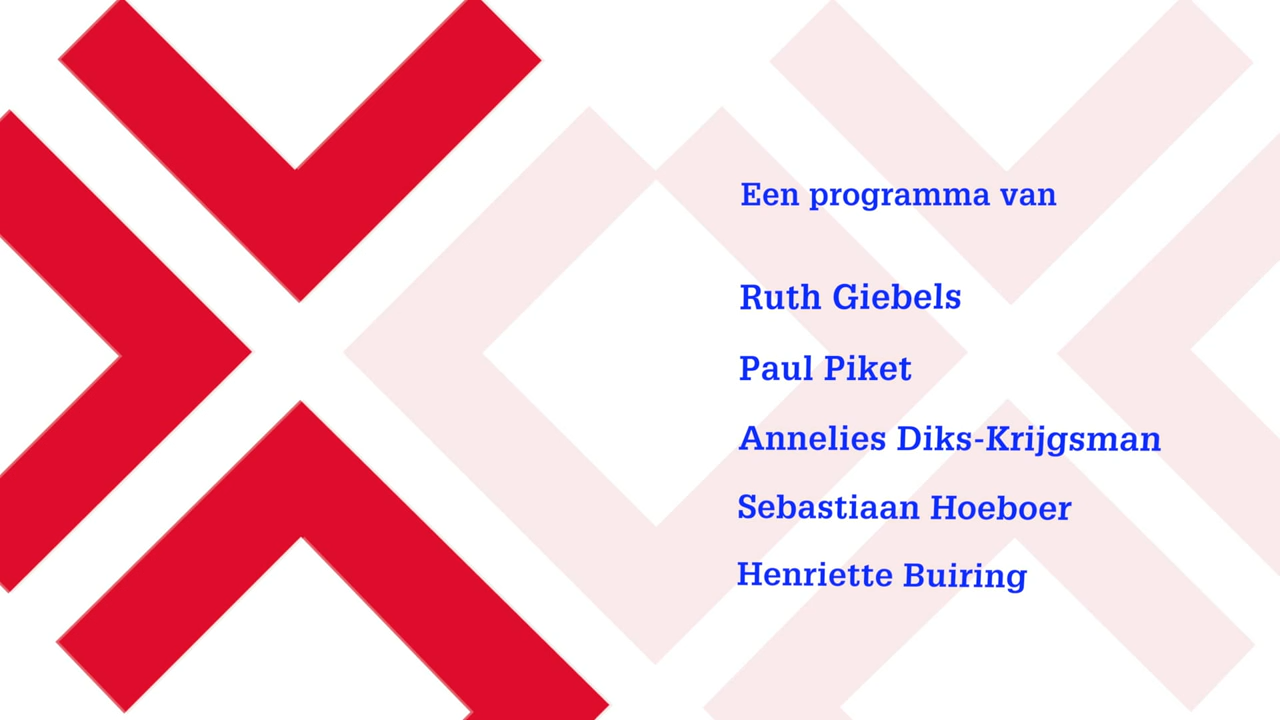 Een programma van
Ruth Giebels
Paul Piket
Annelies Diks-Krijgsman
Sebastiaan Hoeboer
Henriette Buiring